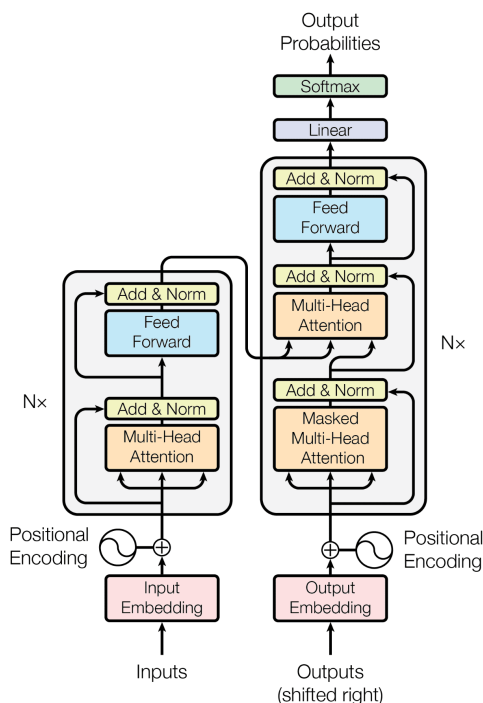 Output
Probabilities
Softmax
Linear
Add & Norm
Feed
Forward
Add & Norm
Multi-Head
Attention
Nx
Add & Norm
Masked
Multi-Head
Attention
Add & Norm
Feed
Forward
Nx
Add & Norm
Multi-Head
Attention
Positional
Encoding
Positional
Encoding
Input
Embedding
Output
Embedding
Inputs
Outputs
(shifted right)